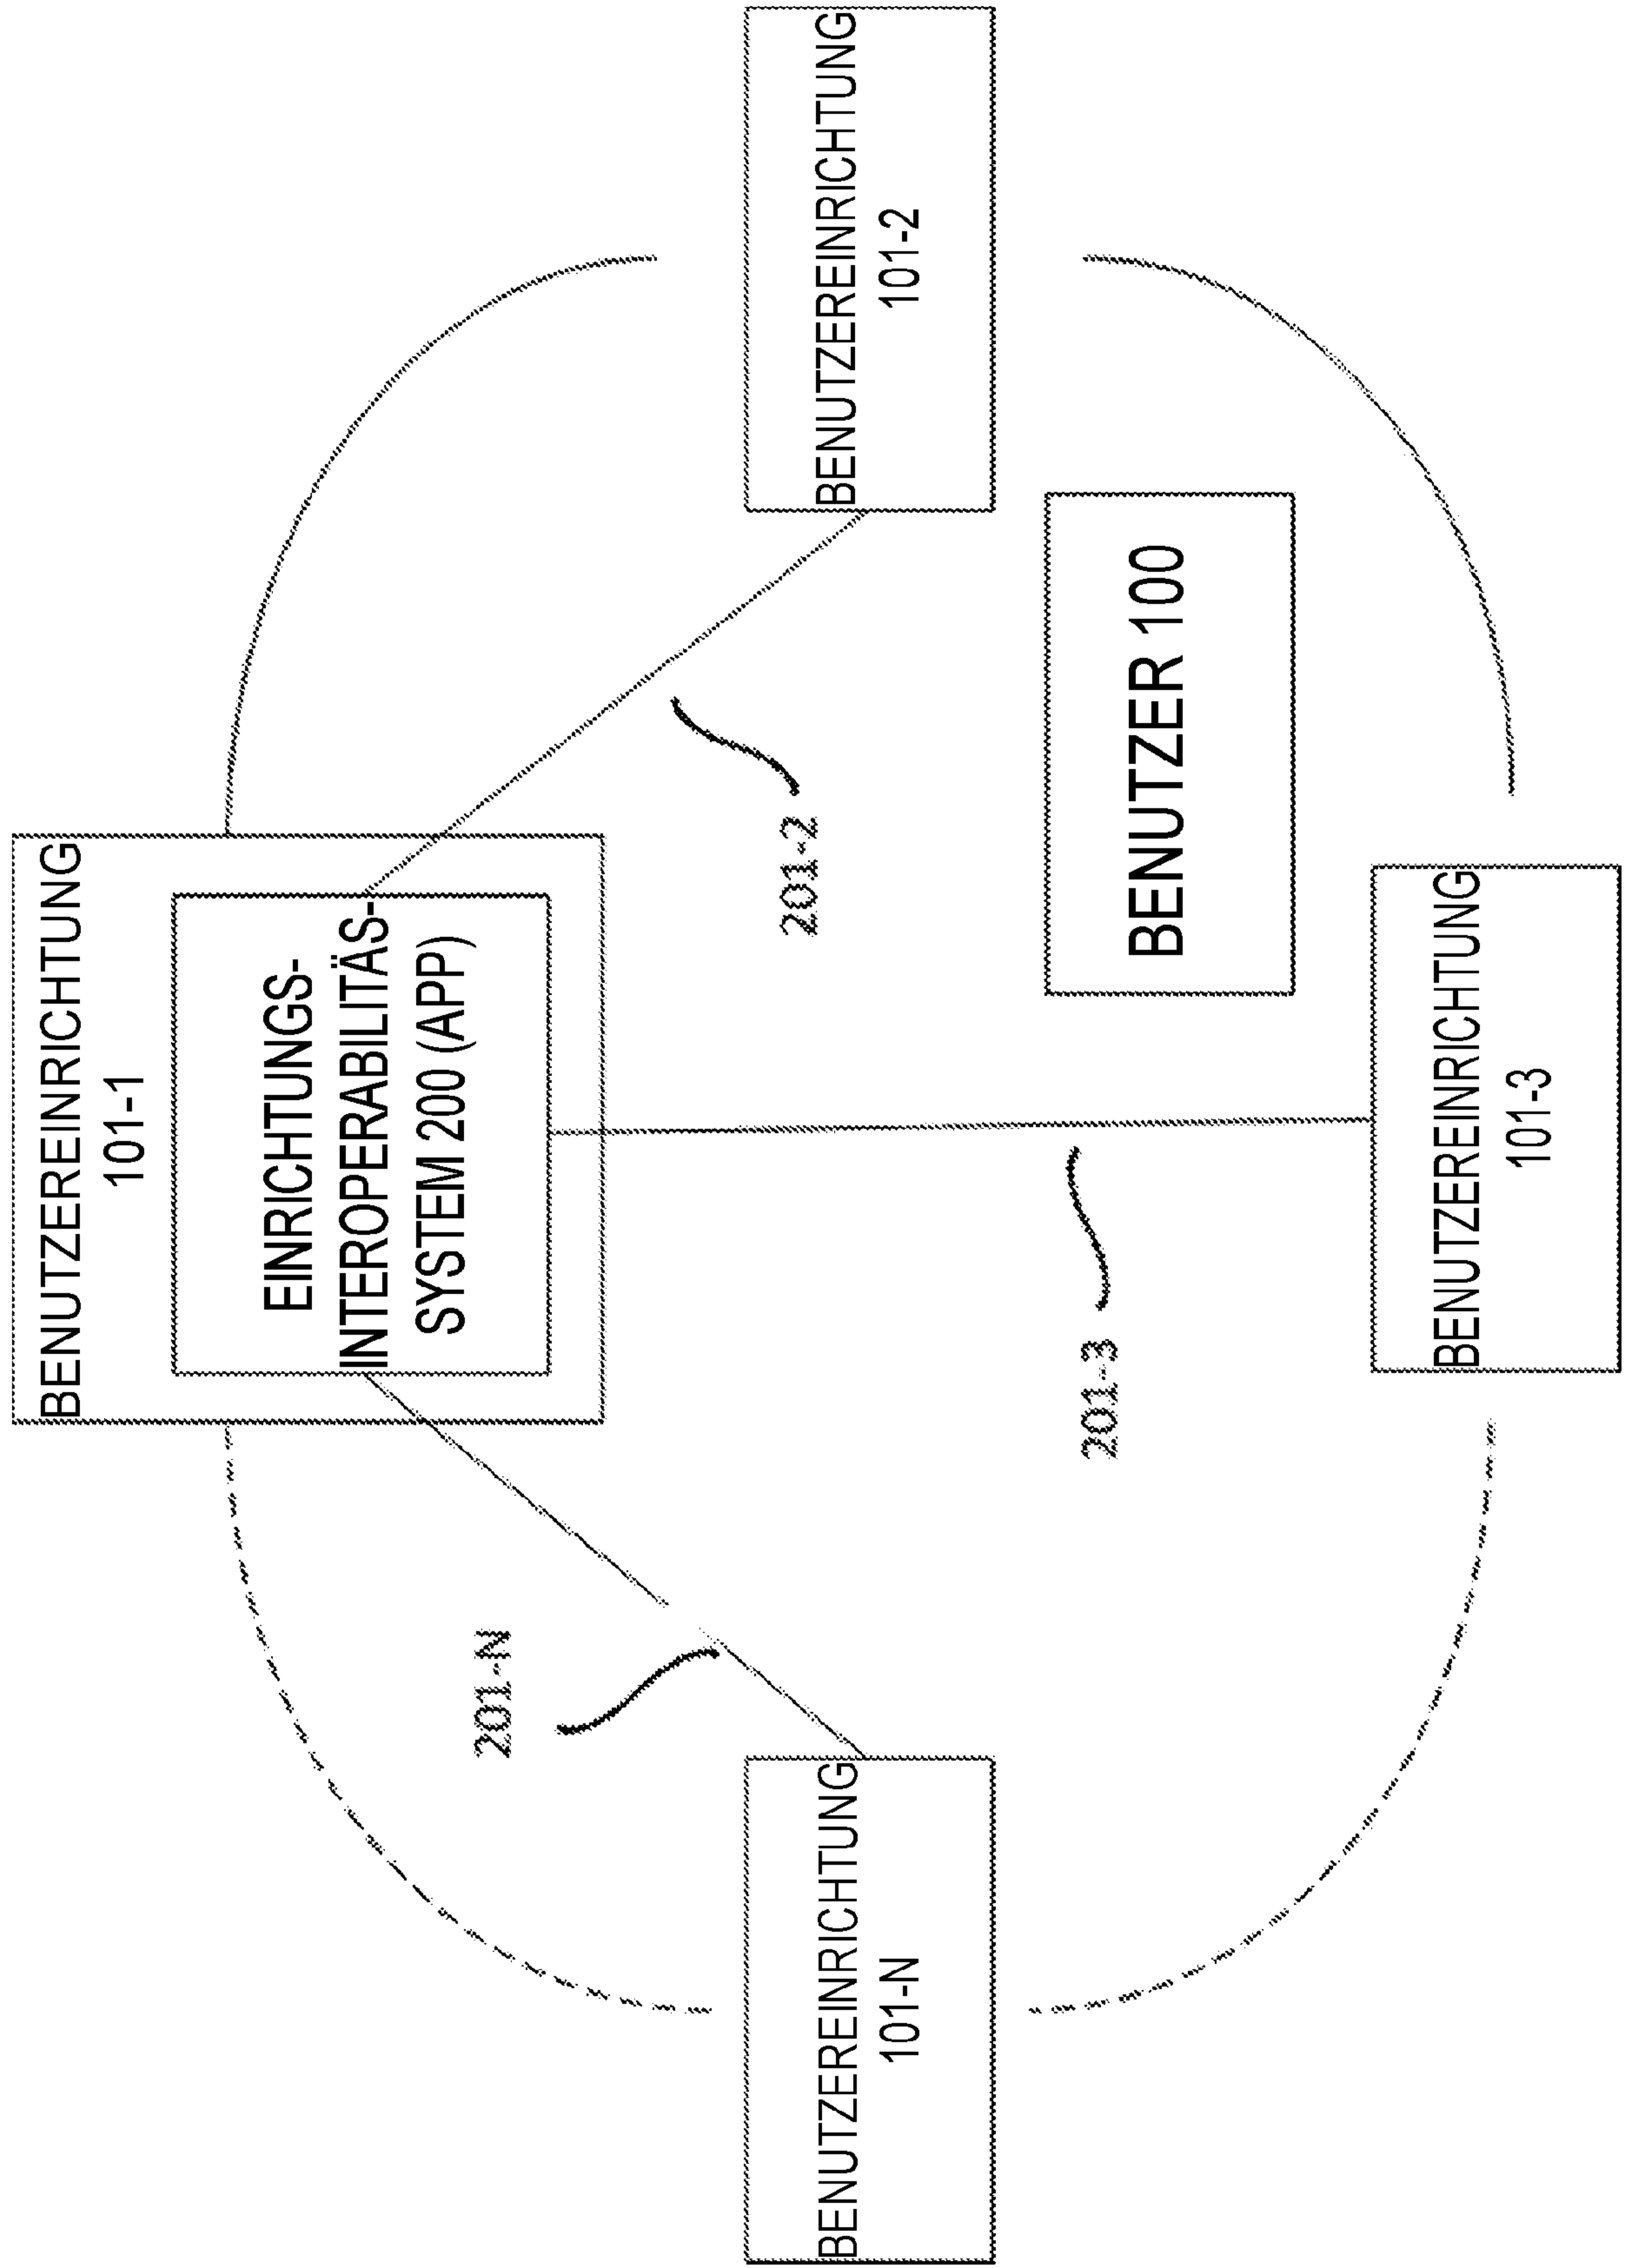 BENUTZEREINRICHTUNG
101-1
EINRICHTUNGS-
INTEROPERABILITÄS-
SYSTEM 200 (APP)
201-N
201-2
BENUTZEREINRICHTUNG
101-N
BENUTZEREINRICHTUNG
101-2
201-3
BENUTZER 100
BENUTZEREINRICHTUNG
101-3